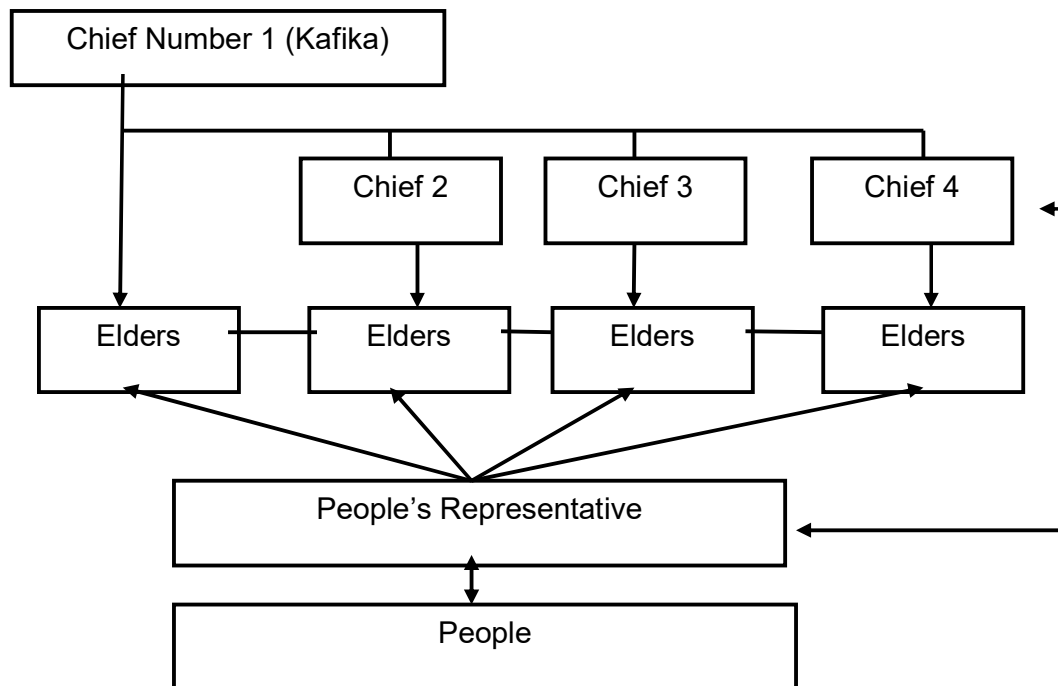 Chief Number 1 (Kafika)
Chief 2
Chief 3
Chief 4
Elders
Elders
Elders
Elders
People’s Representative
People